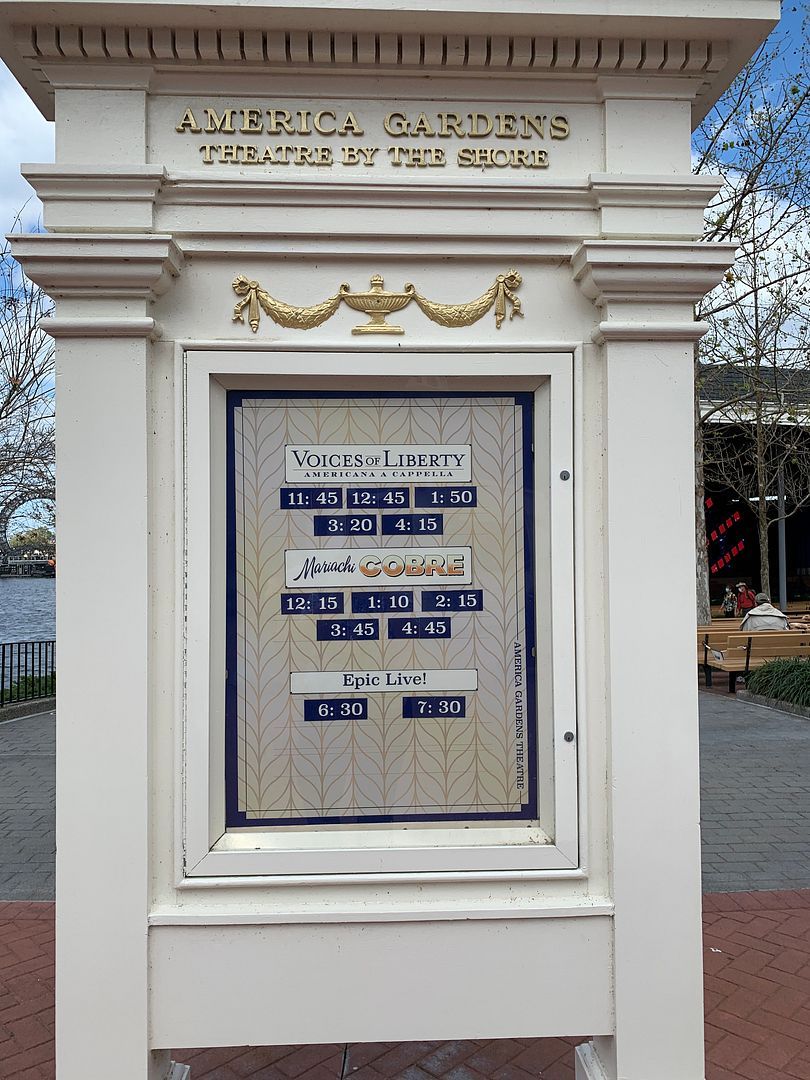 AMERICA GARDENS
THEATRE BY THE SHORE
VOICES OF LIBERTY
AMERICANA A CAPPELLA
11: 45 12: 45 1: 50
3: 20 4: 15
Mariachi COBRE
12: 15 1: 10 2: 15
3: 45 4: 45
Epic Live!
6: 30 7: 30
AMERICA GARDENS THEATRE